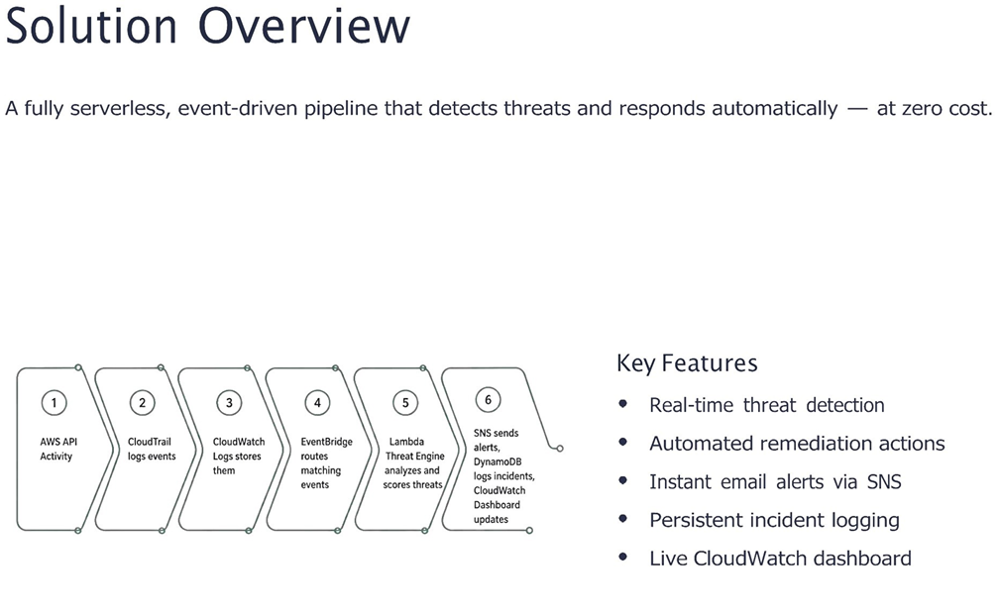 Solution Overview
A fully serverless, event-driven pipeline that detects threats and responds automatically — at zero cost.
1
AWS API
Activity
2
CloudTrail
logs events
3
CloudWatch
Logs stores
them
4
EventBridge
routes
matching
events
5
Lambda
Threat Engine
analyzes and
scores threats
6
SNS sends
alerts,
DynamoDB
logs incidents,
CloudWatch
Dashboard
updates
Key Features
• Real-time threat detection
• Automated remediation actions
• Instant email alerts via SNS
• Persistent incident logging
• Live CloudWatch dashboard